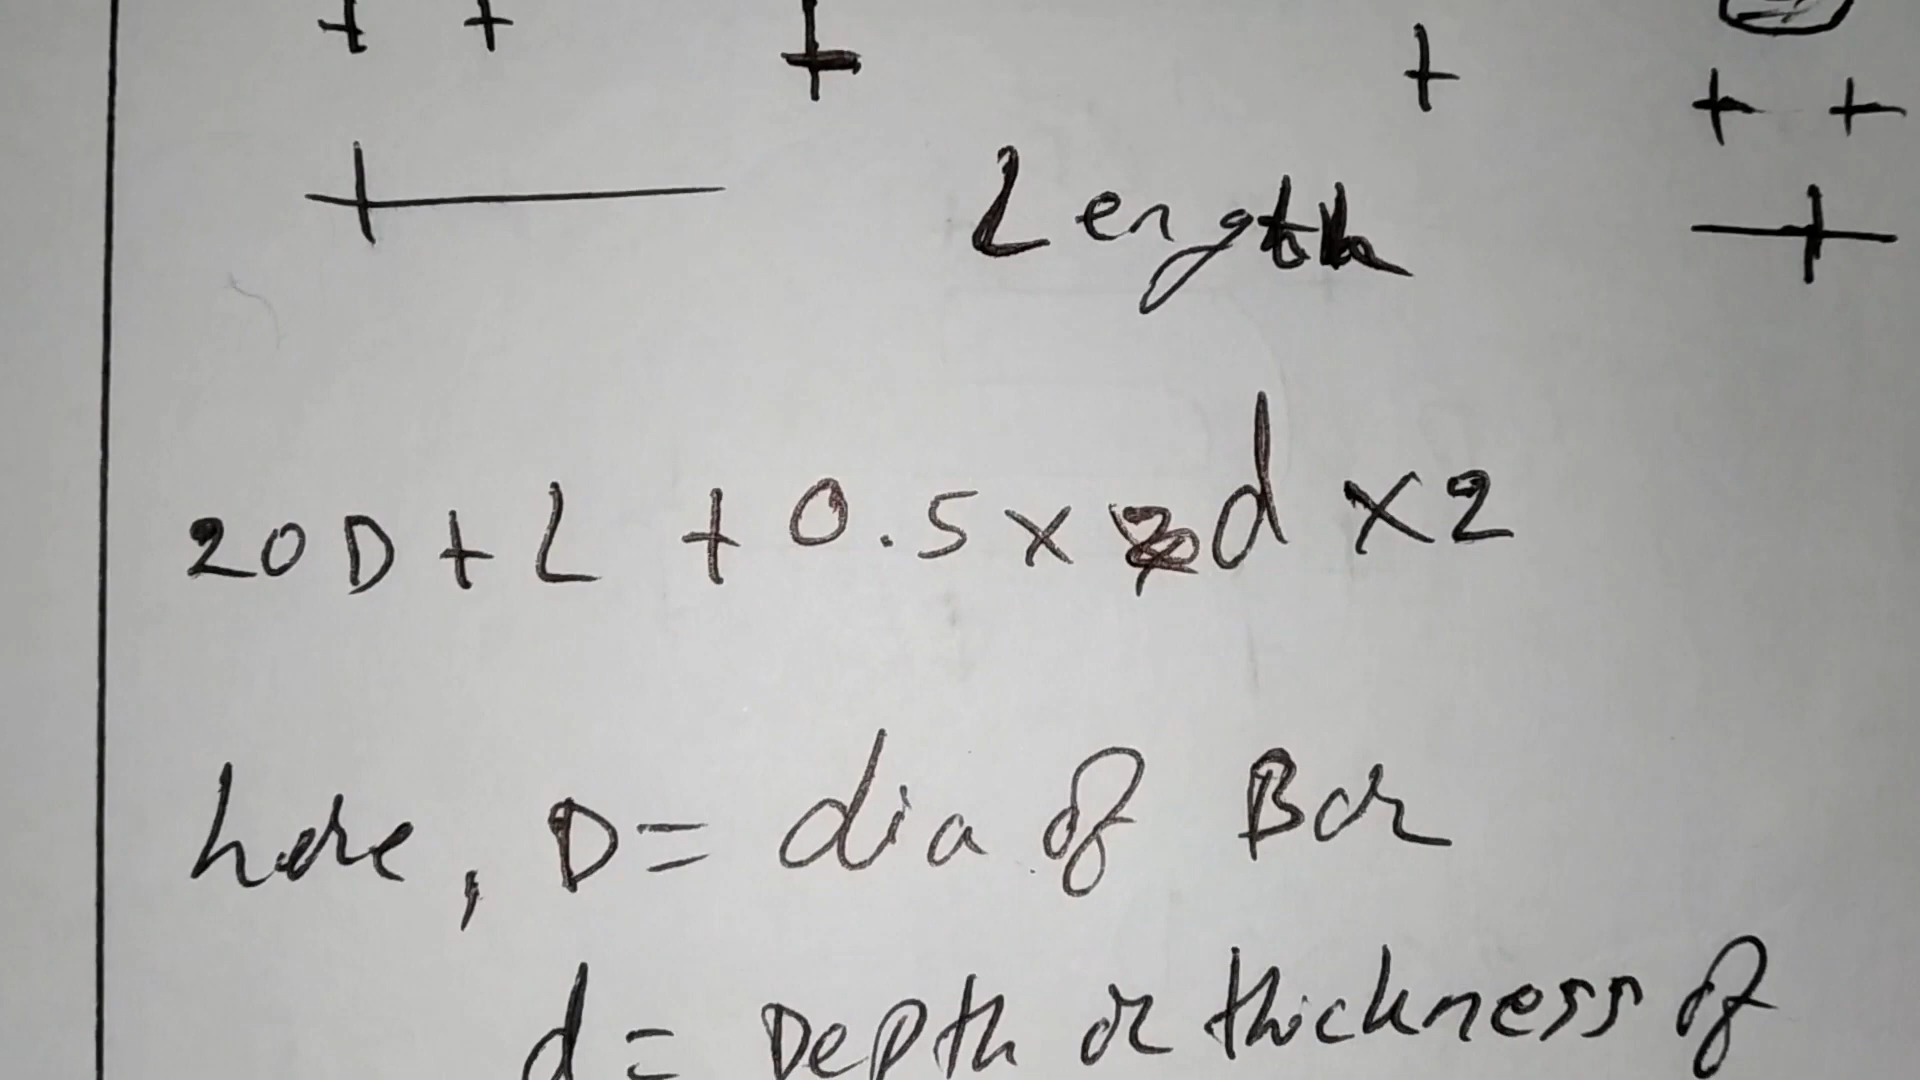 Length
20D + L + 0.5 x d x 2
here, D = dia of Bar
d = Depth or thickness of